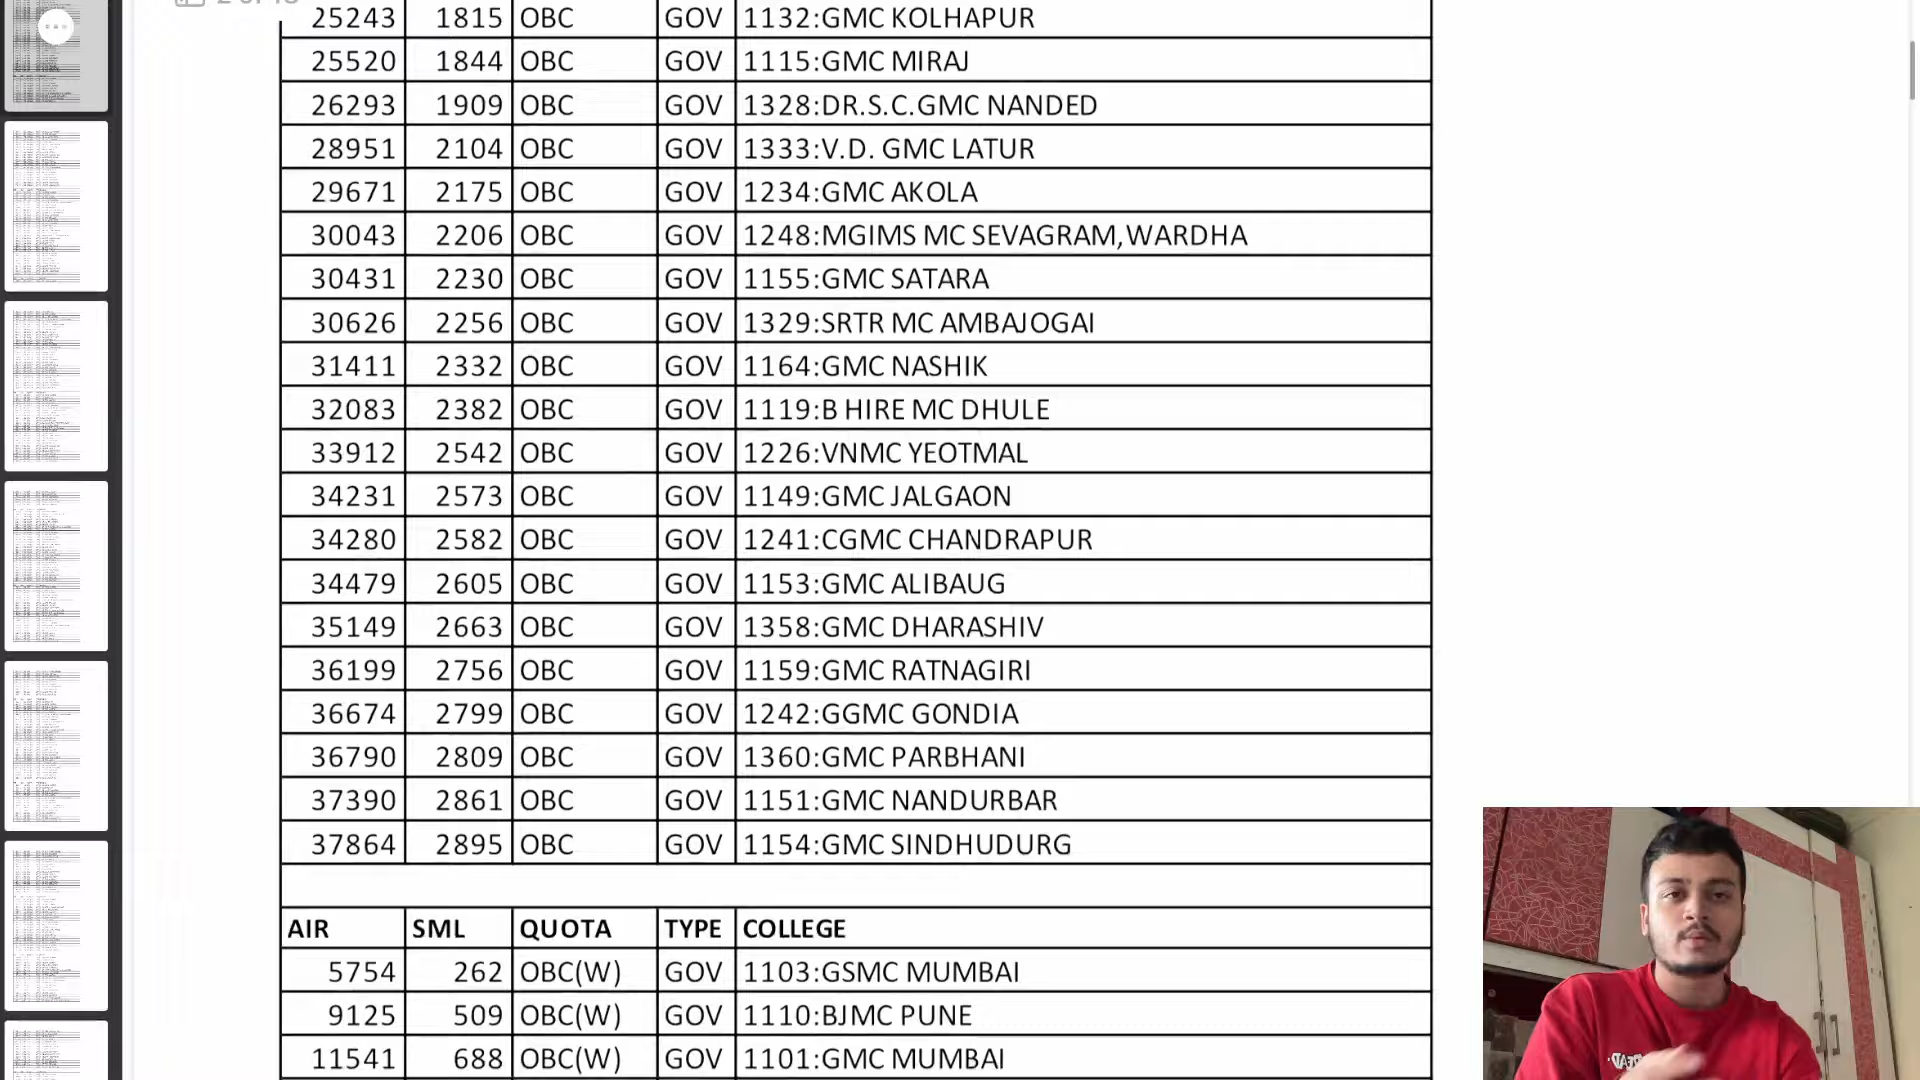 25243 1815 OBC GOV 1132:GMC KOLHAPUR
25520 1844 OBC GOV 1115:GMC MIRAJ
26293 1909 OBC GOV 1328:DR.S.C.GMC NANDED
28951 2104 OBC GOV 1333:V.D. GMC LATUR
29671 2175 OBC GOV 1234:GMC AKOLA
30043 2206 OBC GOV 1248:MGIMS MC SEVAGRAM,WARDHA
30431 2230 OBC GOV 1155:GMC SATARA
30626 2256 OBC GOV 1329:SRTR MC AMBAJOGAI
31411 2332 OBC GOV 1164:GMC NASHIK
32083 2382 OBC GOV 1119:B HIRE MC DHULE
33912 2542 OBC GOV 1226:VNMC YEOTMAL
34231 2573 OBC GOV 1149:GMC JALGAON
34280 2582 OBC GOV 1241:CGMC CHANDRAPUR
34479 2605 OBC GOV 1153:GMC ALIBAUG
35149 2663 OBC GOV 1358:GMC DHARASHIV
36199 2756 OBC GOV 1159:GMC RATNAGIRI
36674 2799 OBC GOV 1242:GGMC GONDIA
36790 2809 OBC GOV 1360:GMC PARBHANI
37390 2861 OBC GOV 1151:GMC NANDURBAR
37864 2895 OBC GOV 1154:GMC SINDHUDURG
AIR SML QUOTA TYPE COLLEGE
5754 262 OBC(W) GOV 1103:GSMC MUMBAI
9125 509 OBC(W) GOV 1110:BJMC PUNE
11541 688 OBC(W) GOV 1101:GMC MUMBAI